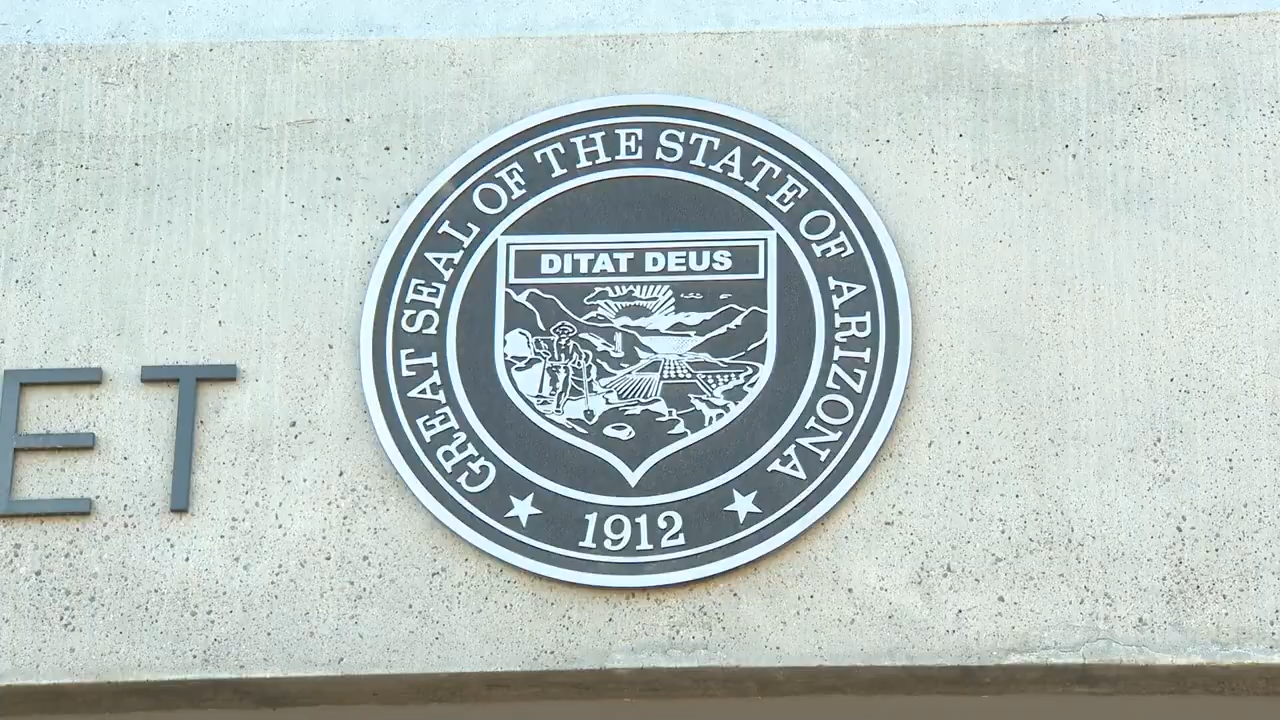 GREAT SEAL OF THE STATE OF ARIZONA
DITAT DEUS
1912
ET